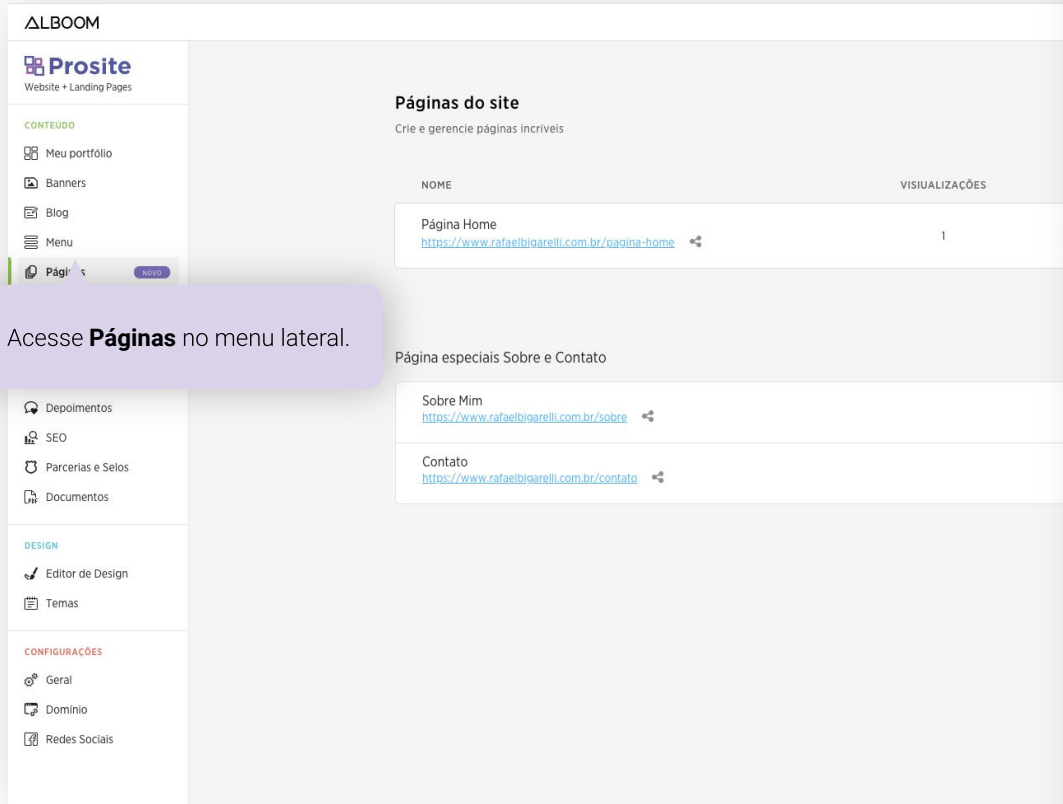 ALBOOM
Prosite
Website + Landing Pages
CONTEÚDO
Meu portfólio
Banners
Blog
Menu
Páginas NOVO
Acesse Páginas no menu lateral.
Depoimentos
SEO
Parcerias e Selos
Documentos
DESIGN
Editor de Design
Temas
CONFIGURAÇÕES
Geral
Domínio
Redes Sociais
Páginas do site
Crie e gerencie páginas incríveis
NOME VISIUALIZAÇÕES
Página Home
https://www.rafaelbigarelli.com.br/pagina-home 1
Página especiais Sobre e Contato
Sobre Mim
https://www.rafaelbigarelli.com.br/sobre
Contato
https://www.rafaelbigarelli.com.br/contato